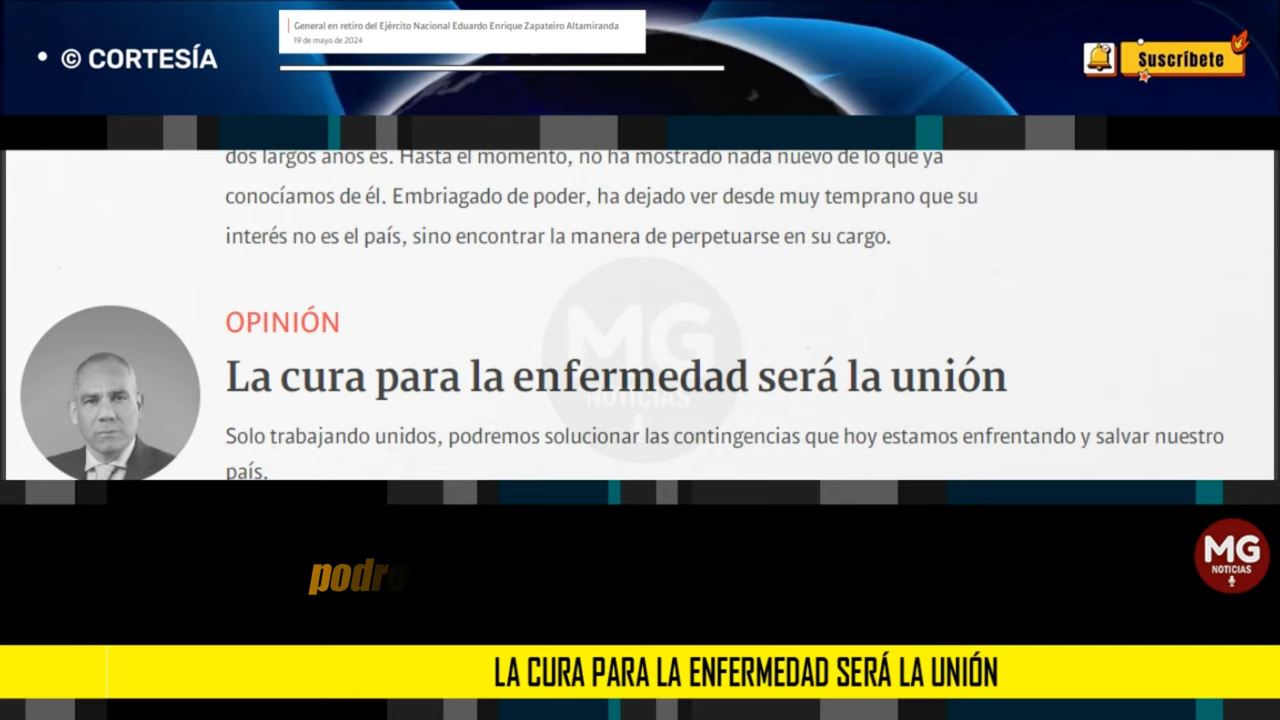 General en retiro del Ejército Nacional Eduardo Enrique Zapateiro Altamiranda
19 de mayo de 2024
• © CORTESÍA
Suscríbete
dos largos años es. Hasta el momento, no ha mostrado nada nuevo de lo que ya
conocíamos de él. Embriagado de poder, ha dejado ver desde muy temprano que su
interés no es el país, sino encontrar la manera de perpetuarse en su cargo.
OPINIÓN
La cura para la enfermedad será la unión
Solo trabajando unidos, podremos solucionar las contingencias que hoy estamos enfrentando y salvar nuestro
país.
MG
NOTICIAS
podre
MG
NOTICIAS
LA CURA PARA LA ENFERMEDAD SERÁ LA UNIÓN